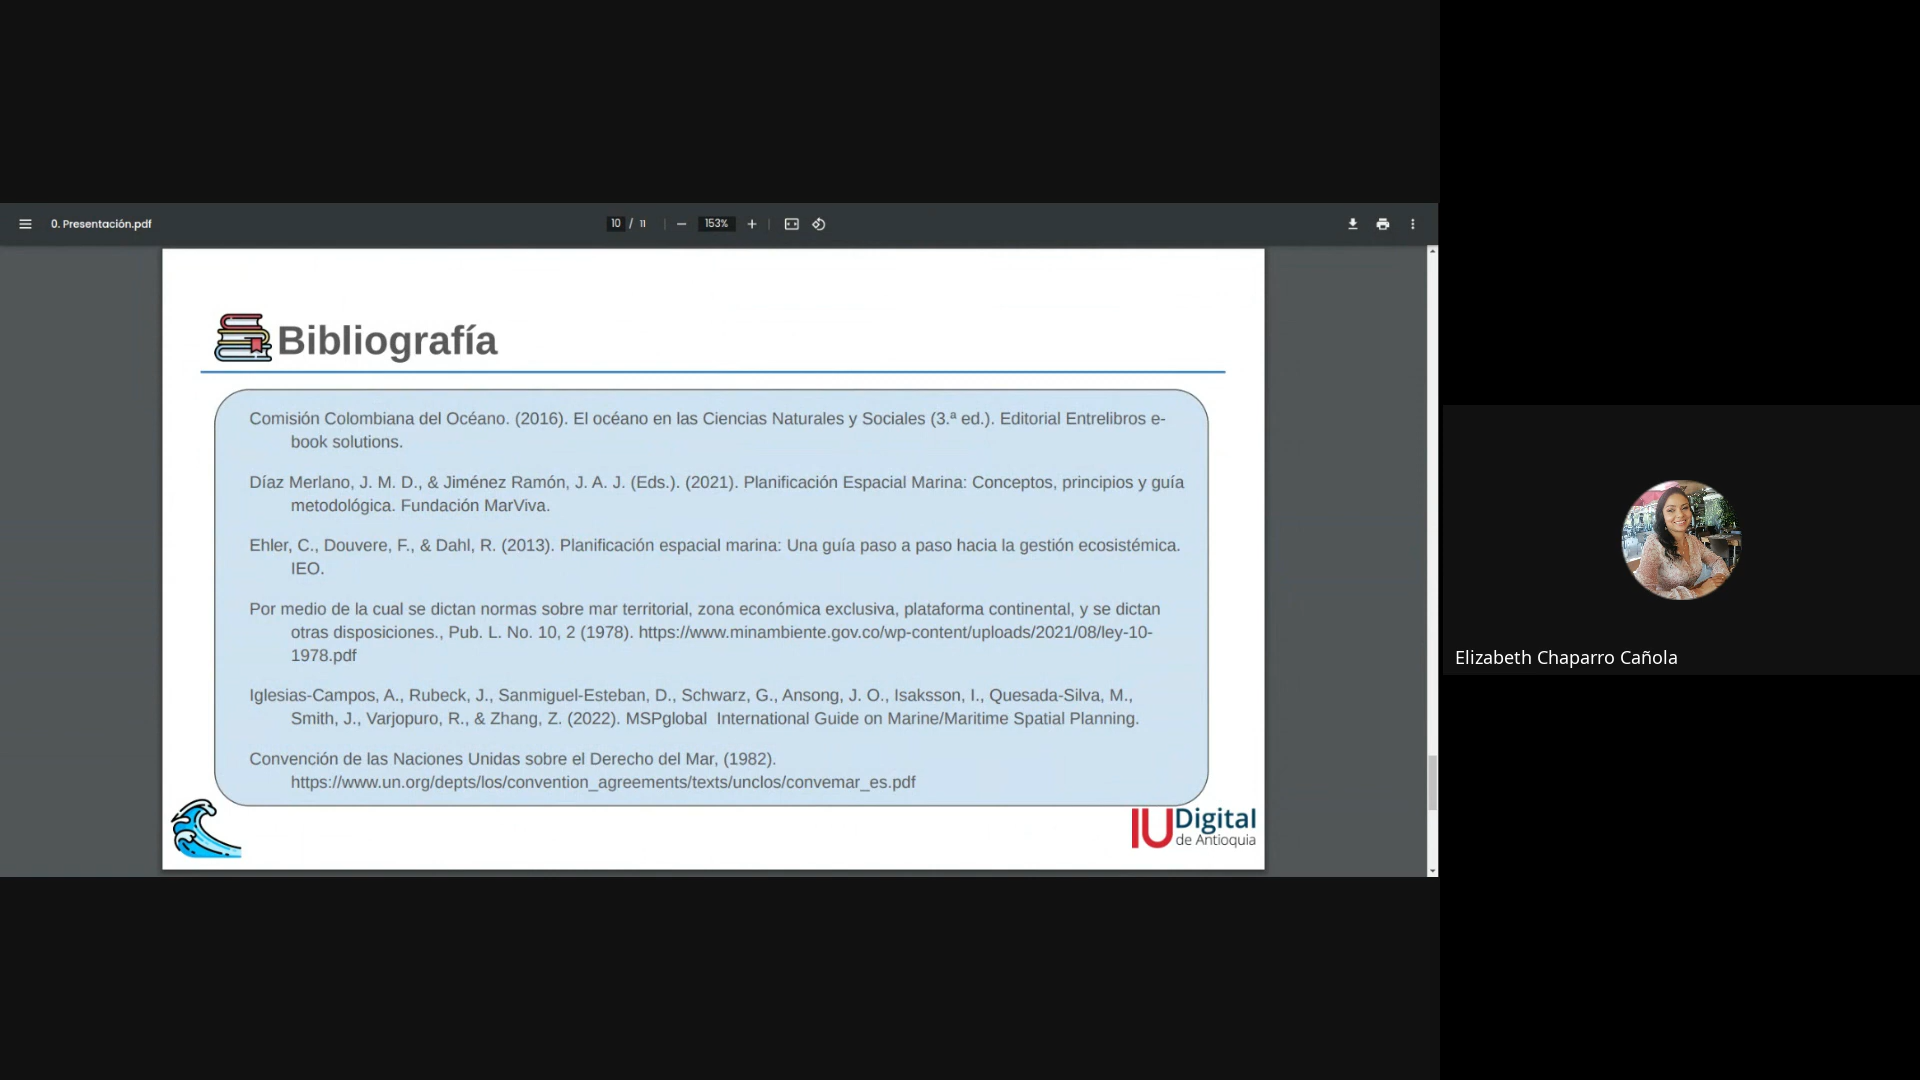 0. Presentación.pdf
10 / 11
153%
Bibliografía
Comisión Colombiana del Océano. (2016). El océano en las Ciencias Naturales y Sociales (3.ª ed.). Editorial Entrelibros e-
book solutions.
Díaz Merlano, J. M. D., & Jiménez Ramón, J. A. J. (Eds.). (2021). Planificación Espacial Marina: Conceptos, principios y guía
metodológica. Fundación MarViva.
Ehler, C., Douvere, F., & Dahl, R. (2013). Planificación espacial marina: Una guía paso a paso hacia la gestión ecosistémica.
IEO.
Por medio de la cual se dictan normas sobre mar territorial, zona económica exclusiva, plataforma continental, y se dictan
otras disposiciones., Pub. L. No. 10, 2 (1978). https://www.minambiente.gov.co/wp-content/uploads/2021/08/ley-10-
1978.pdf
Iglesias-Campos, A., Rubeck, J., Sanmiguel-Esteban, D., Schwarz, G., Ansong, J. O., Isaksson, I., Quesada-Silva, M.,
Smith, J., Varjopuro, R., & Zhang, Z. (2022). MSPglobal  International Guide on Marine/Maritime Spatial Planning.
Convención de las Naciones Unidas sobre el Derecho del Mar, (1982).
https://www.un.org/depts/los/convention_agreements/texts/unclos/convemar_es.pdf
IU Digital
de Antioquia
Elizabeth Chaparro Cañola